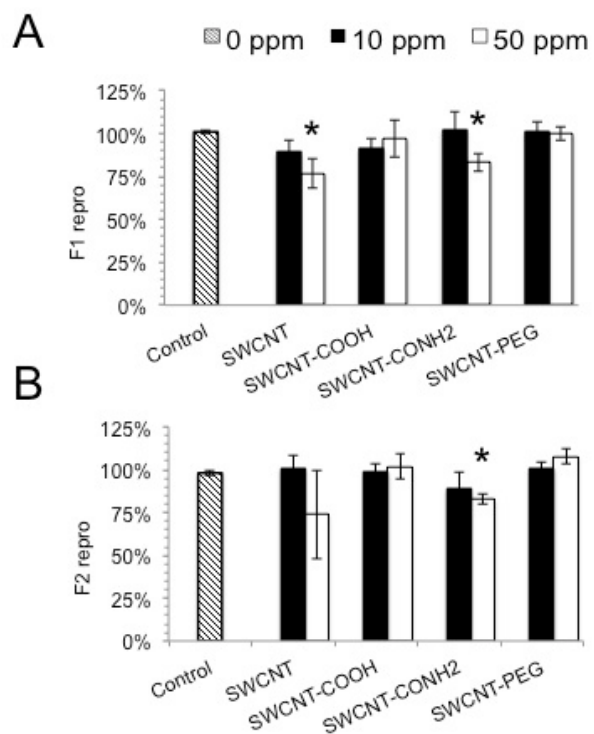 A
0 ppm 10 ppm 50 ppm
125%
100%
75%
50%
25%
0%
F1 repro
* *
Control SWCNT SWCNT-COOH SWCNT-CONH2 SWCNT-PEG
B
125%
100%
75%
50%
25%
0%
F2 repro
*
Control SWCNT SWCNT-COOH SWCNT-CONH2 SWCNT-PEG